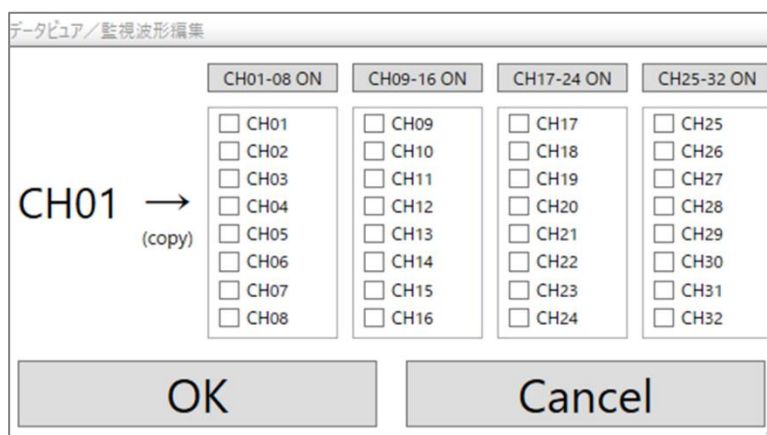 データビュア／監視波形編集
CH01-08 ON CH09-16 ON CH17-24 ON CH25-32 ON
CH01 CH09 CH17 CH25
CH02 CH10 CH18 CH26
CH03 CH11 CH19 CH27
CH01 → CH04 CH12 CH20 CH28
(copy) CH05 CH13 CH21 CH29
CH06 CH14 CH22 CH30
CH07 CH15 CH23 CH31
CH08 CH16 CH24 CH32
OK Cancel